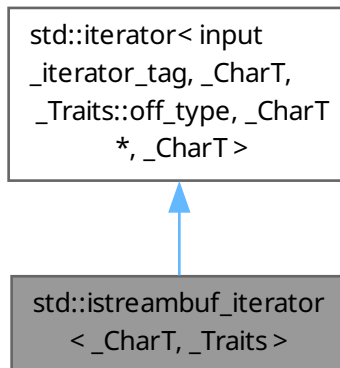 std::iterator< input
_iterator_tag, _CharT,
_Traits::off_type, _CharT
*, _CharT >
std::istreambuf_iterator
< _CharT, _Traits >